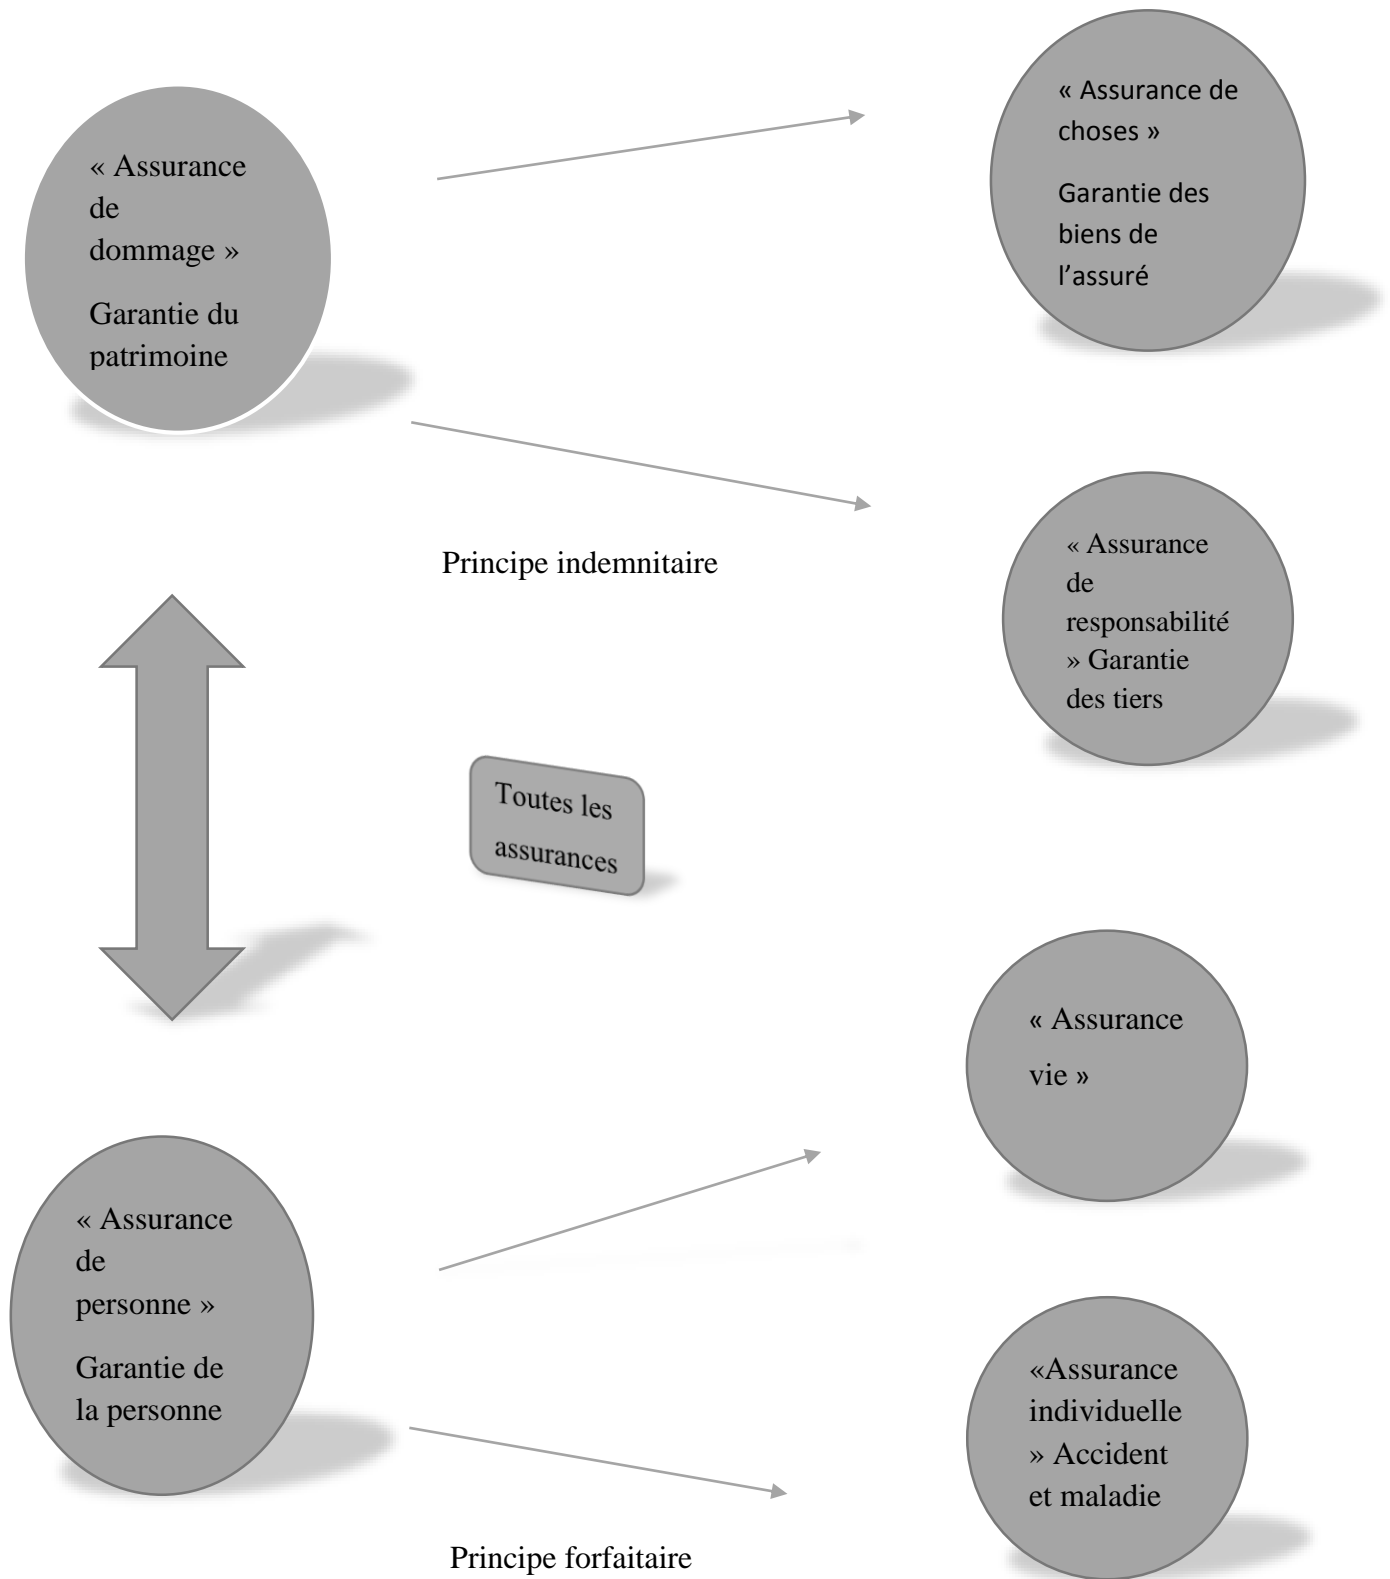 « Assurance
de
dommage »
Garantie du
patrimoine
« Assurance de
choses »
Garantie des
biens de
l’assuré
Principe indemnitaire
« Assurance
de
responsabilité
» Garantie
des tiers
Toutes les
assurances
« Assurance
vie »
« Assurance
de
personne »
Garantie de
la personne
«Assurance
individuelle
» Accident
et maladie
Principe forfaitaire